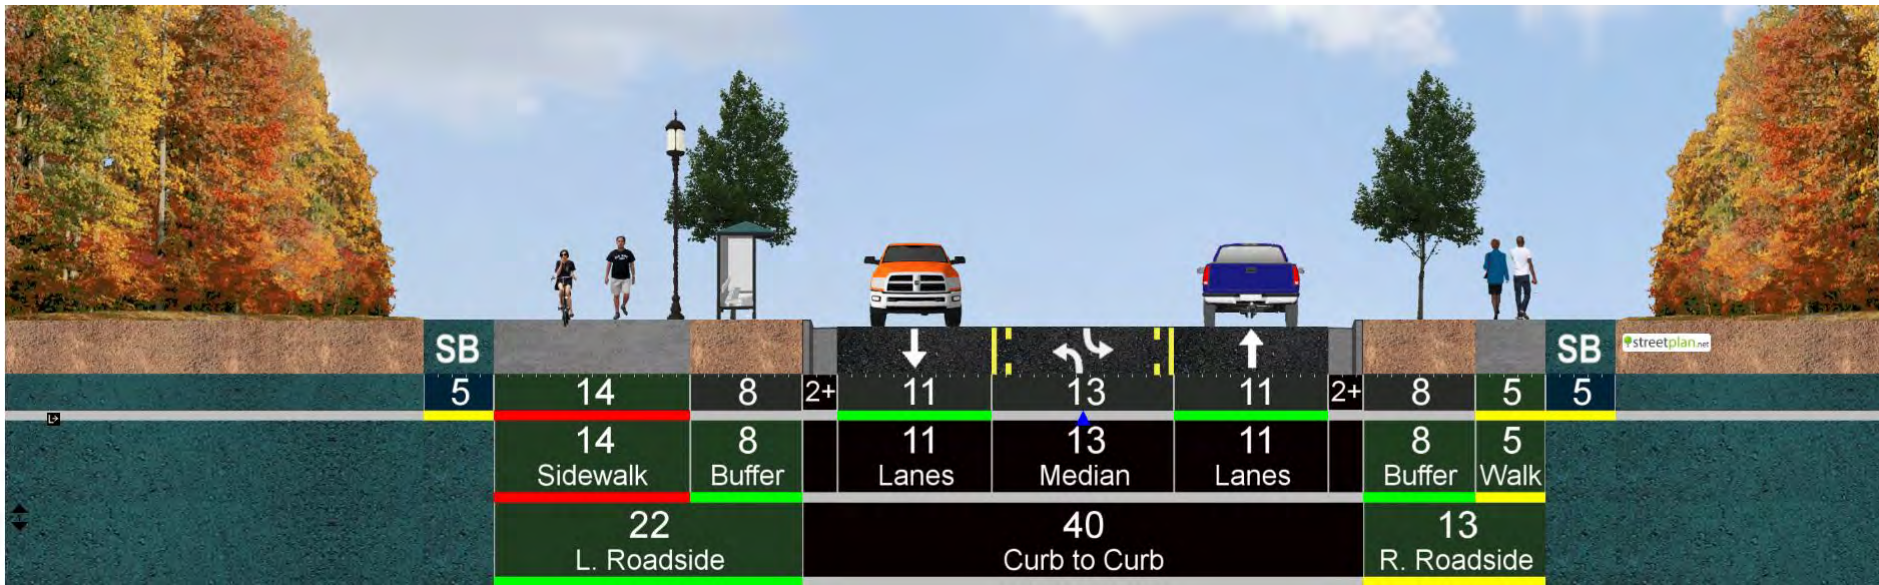 SB
SB
streetplan.net
5 14 8 2+ 11 13 11 2+ 8 5 5
14 8 11 13 11 8 5
Sidewalk Buffer Lanes Median Lanes Buffer Walk
22 40 13
L. Roadside Curb to Curb R. Roadside